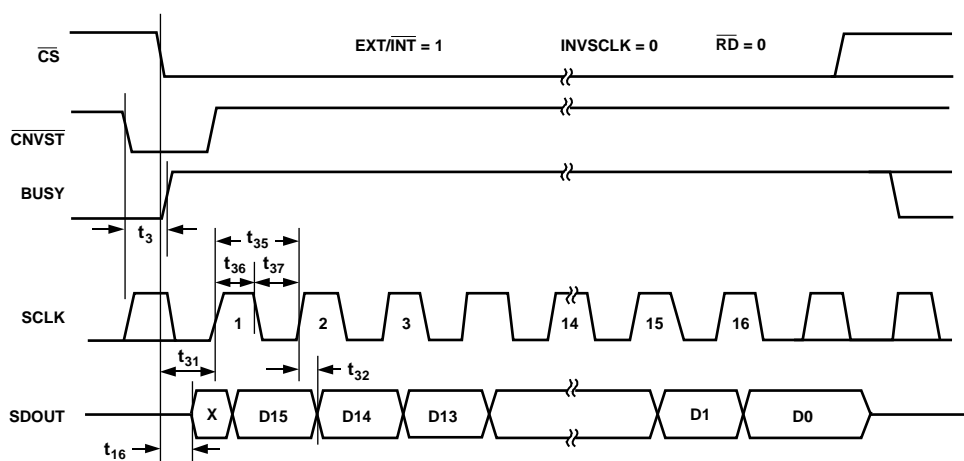 CS EXT/INT = 1 INVSCLK = 0 RD = 0
CNVST
BUSY
t3 t35
t36 t37
SCLK 1 2 3 14 15 16
t31 t32
SDOUT X D15 D14 D13 D1 D0
t16